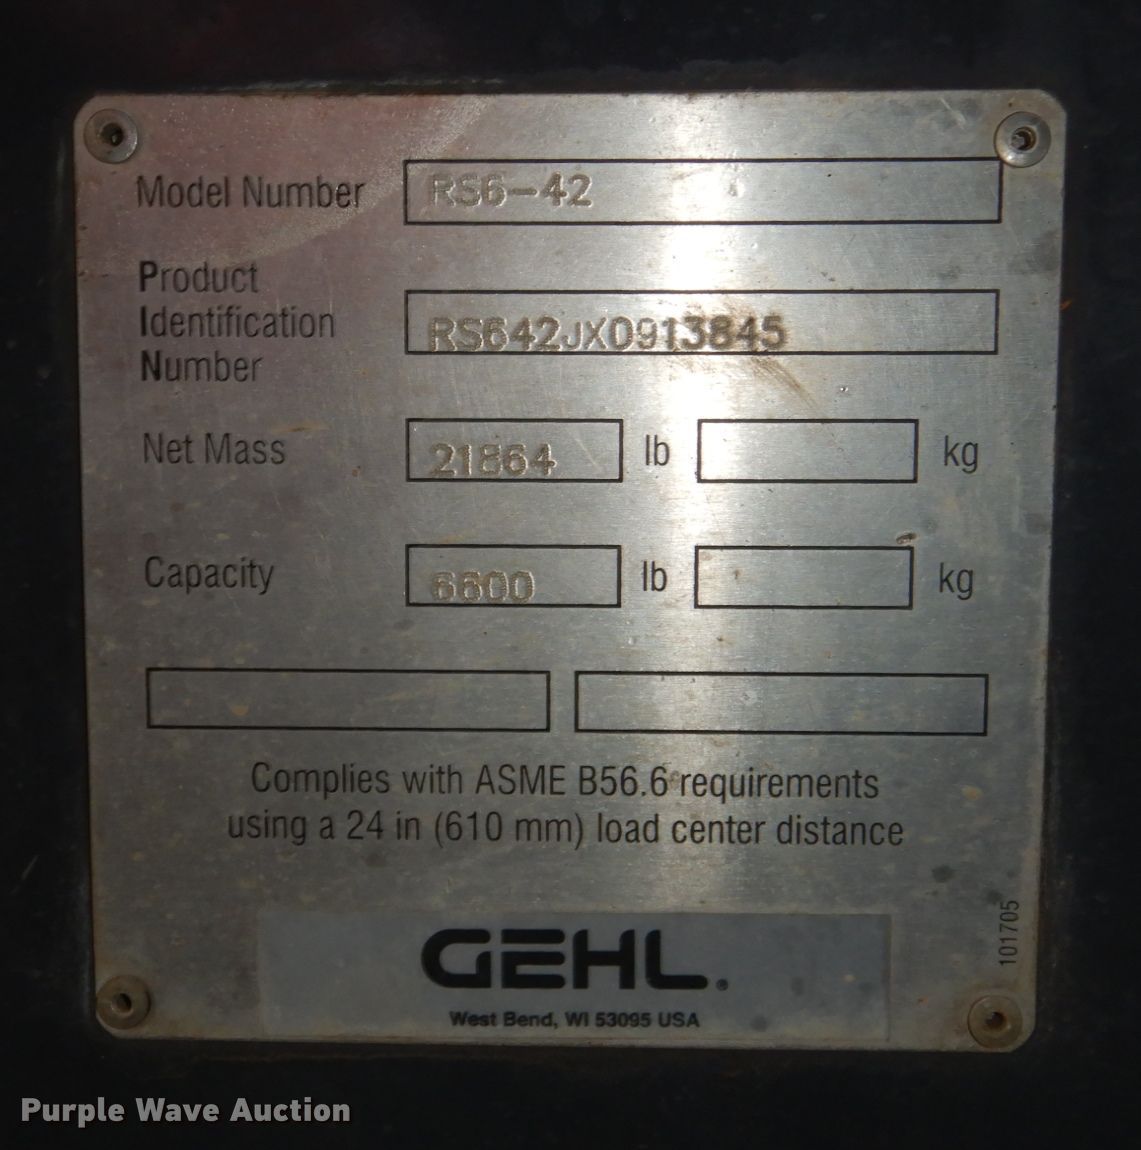 Model Number RS6-42
Product
Identification RS642JX0913845
Number
Net Mass 21864 lb kg
Capacity 6600 lb kg
Complies with ASME B56.6 requirements
using a 24 in (610 mm) load center distance
101705
GEHL®
West Bend, WI 53095 USA
Purple Wave Auction